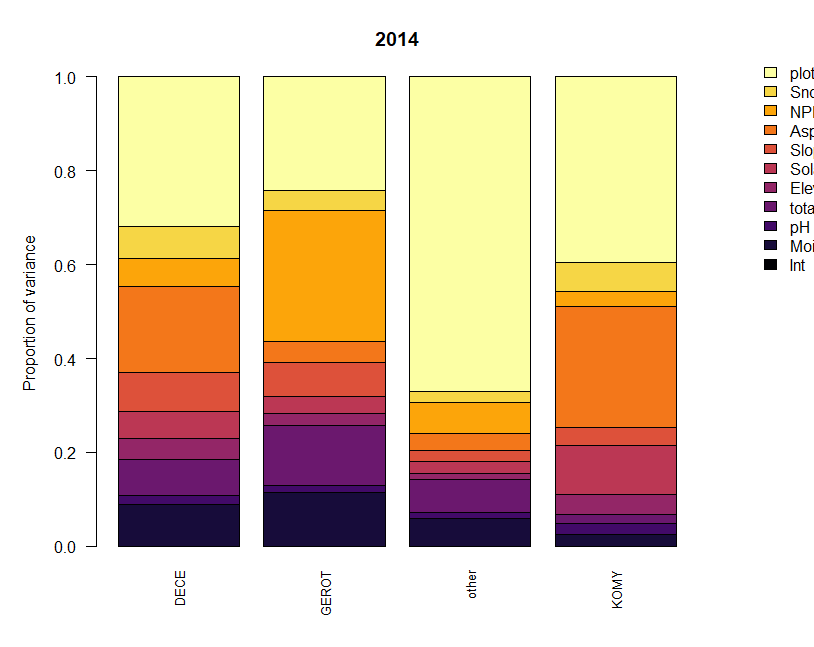 2014
1.0
0.8
0.6
0.4
0.2
0.0
Proportion of variance
DECE
GEROT
other
KOMY
plot
Sno
NPI
Asp
Slo
Sol
Elev
tota
pH
Moi
Int